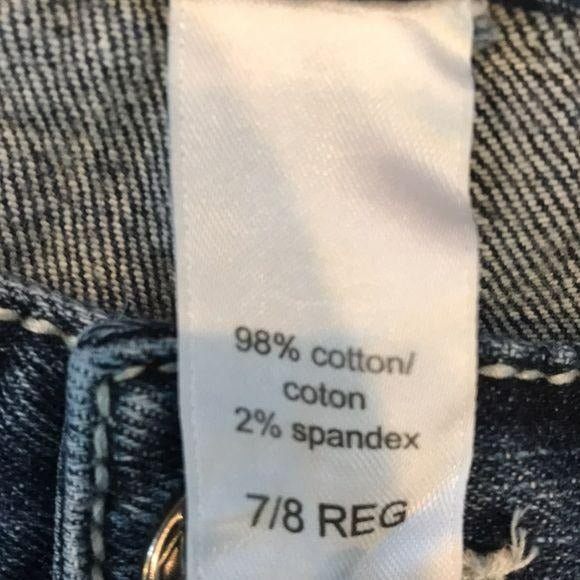 98% cotton/
coton
2% spandex
7/8 REG